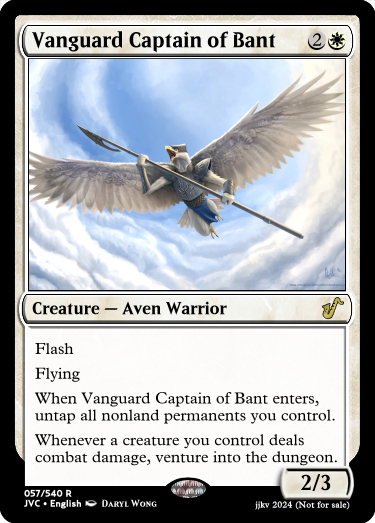 Vanguard Captain of Bant 2
Creature — Aven Warrior
Flash
Flying
When Vanguard Captain of Bant enters,
untap all nonland permanents you control.
Whenever a creature you control deals
combat damage, venture into the dungeon.
2/3
057/540 R
JVC • English Daryl Wong
jjkv 2024 (Not for sale)